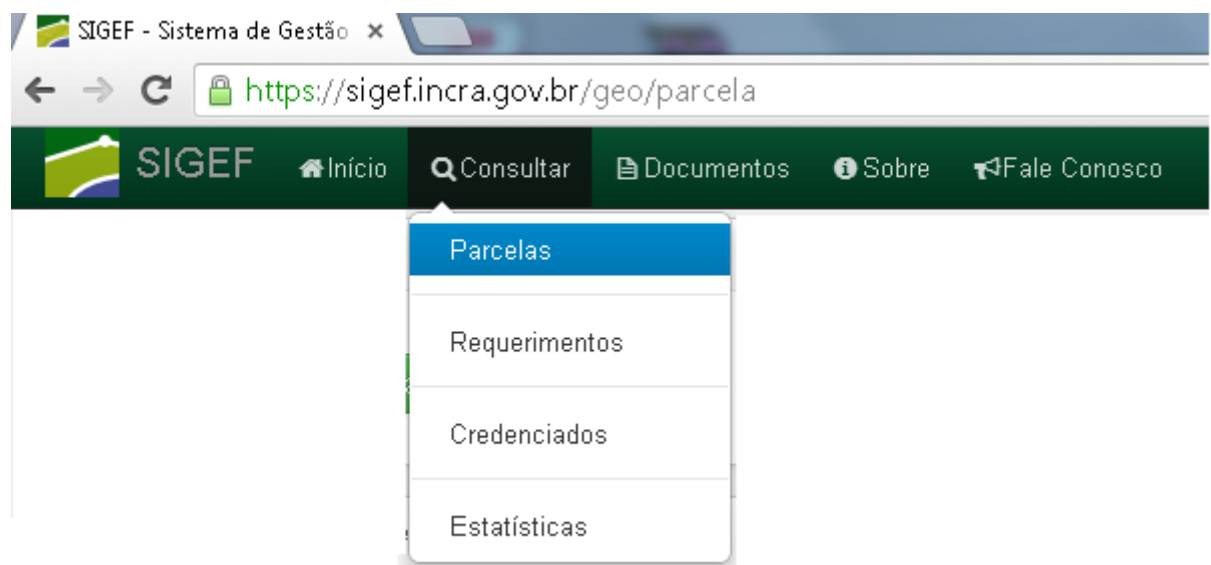 SIGEF - Sistema de Gestão
https://sigef.incra.gov.br/geo/parcela
SIGEF Início Consultar Documentos Sobre Fale Conosco
Parcelas
Requerimentos
Credenciados
Estatísticas